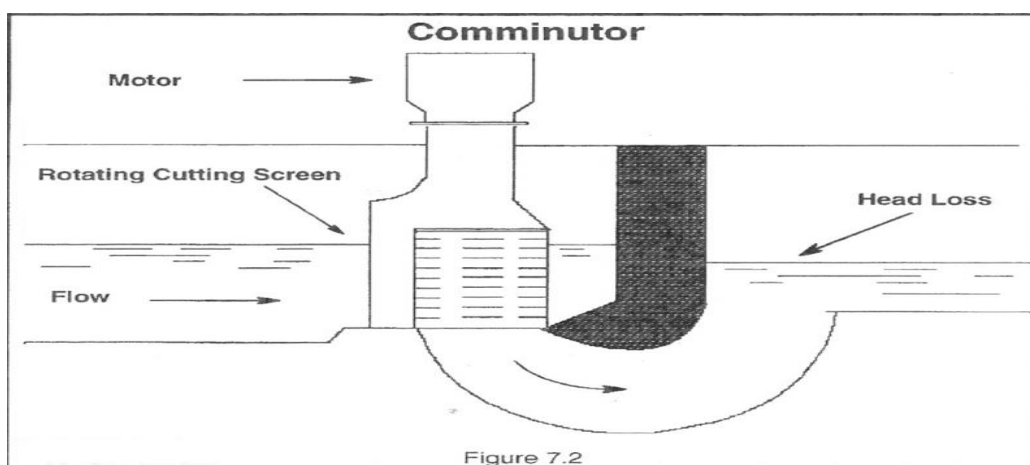 Comminutor
Motor
Rotating Cutting Screen
Head Loss
Flow
Figure 7.2